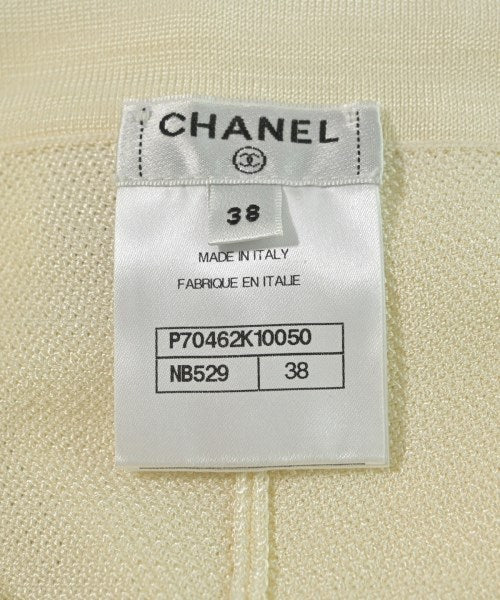 CHANEL
38
MADE IN ITALY
FABRIQUE EN ITALIE
P70462K10050
NB529 38